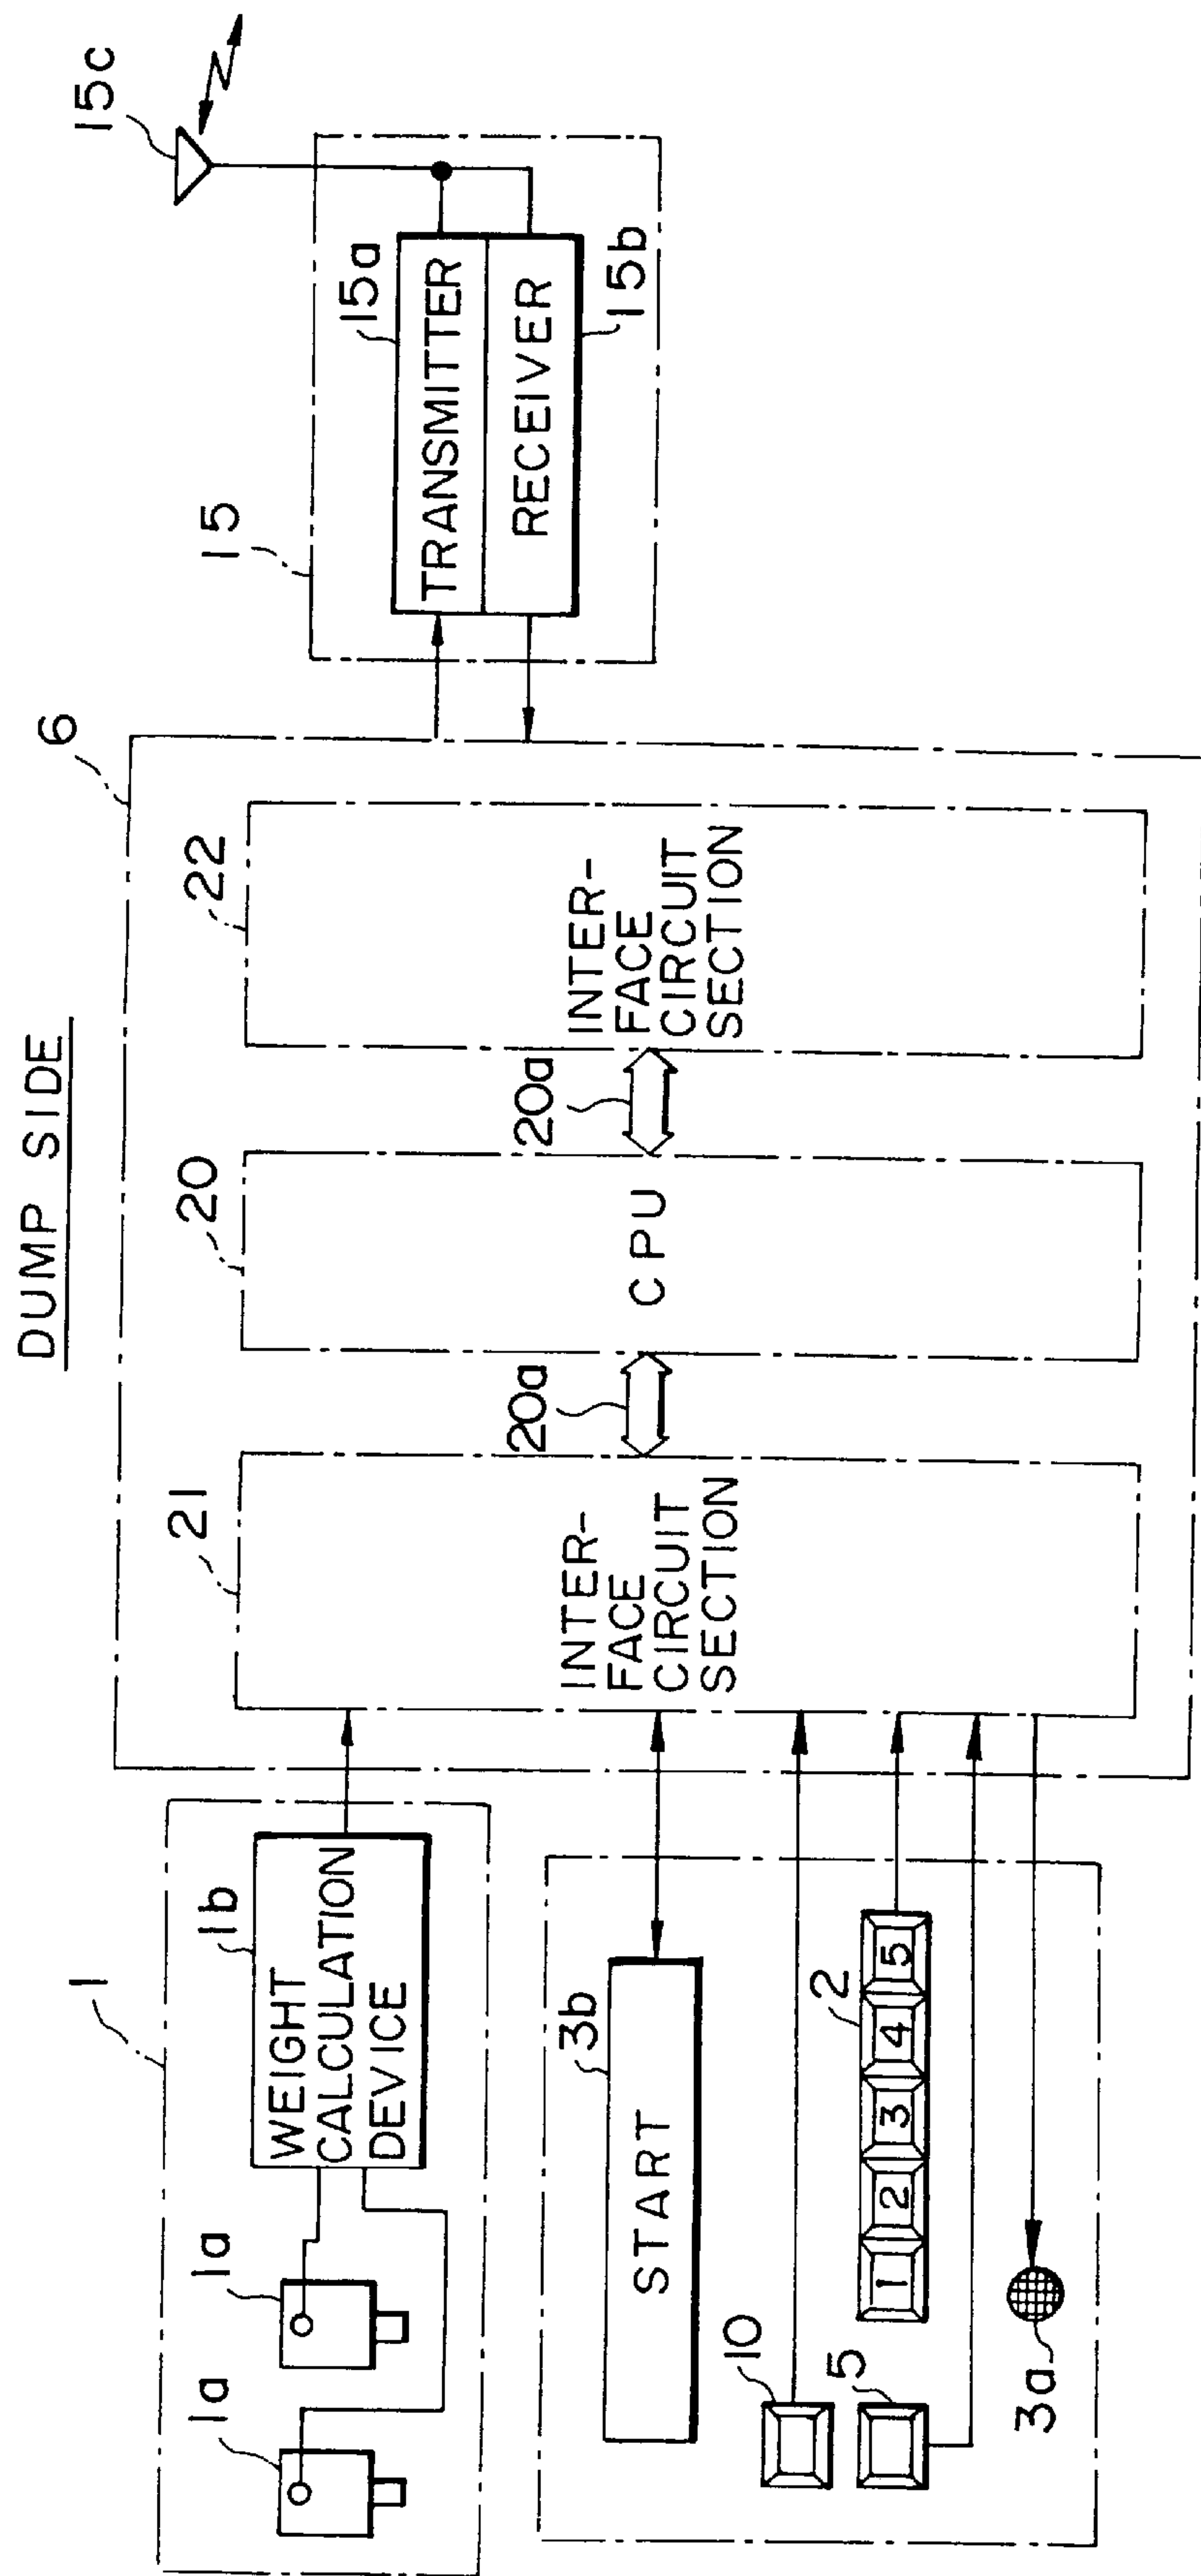 DUMP SIDE
1
1a
1a
1b
WEIGHT
CALCULATION
DEVICE
3b
START
10
5
2
1 2 3 4 5
3a
6
21
INTER-
FACE
CIRCUIT
SECTION
20a
20
CPU
20a
22
INTER-
FACE
CIRCUIT
SECTION
15
15a
TRANSMITTER
RECEIVER
15b
15c